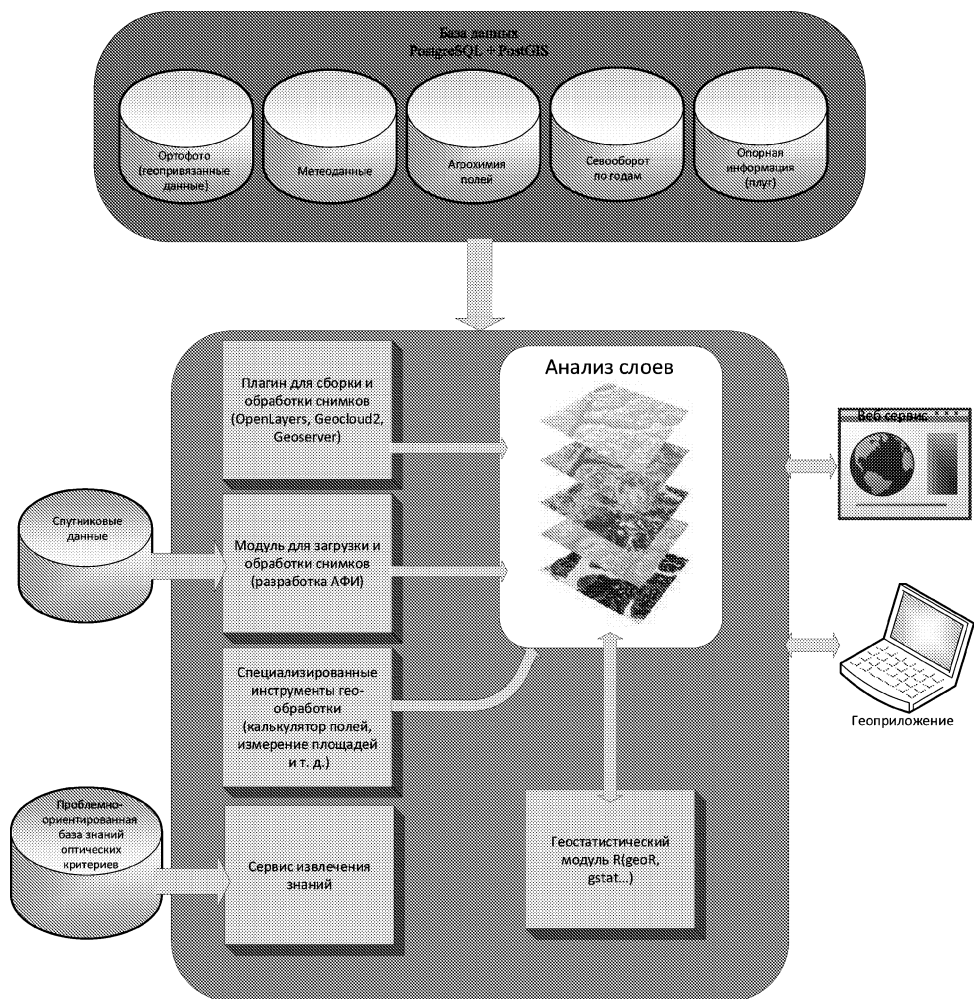 База данных
PostgreSQL + PostGIS
Ортофото
(геопривязанные
данные)
Метеоданные
Агрохимия
полей
Севооборот
по годам
Опорная
информация
(плуг)
Плагин для сборки и
обработки снимков
(OpenLayers, Geocloud2,
Geoserver)
Анализ слоев
Веб сервис
Спутниковые
данные
Модуль для загрузки и
обработки снимков
(разработка АФИ)
Специализированные
инструменты гео-
обработки
(калькулятор полей,
измерение площадей
и т. д.)
Геоприложение
Проблемно-
ориентированная
база знаний
оптических
критериев
Сервис извлечения
знаний
Геостатистический
модуль R(geoR,
gstat...)